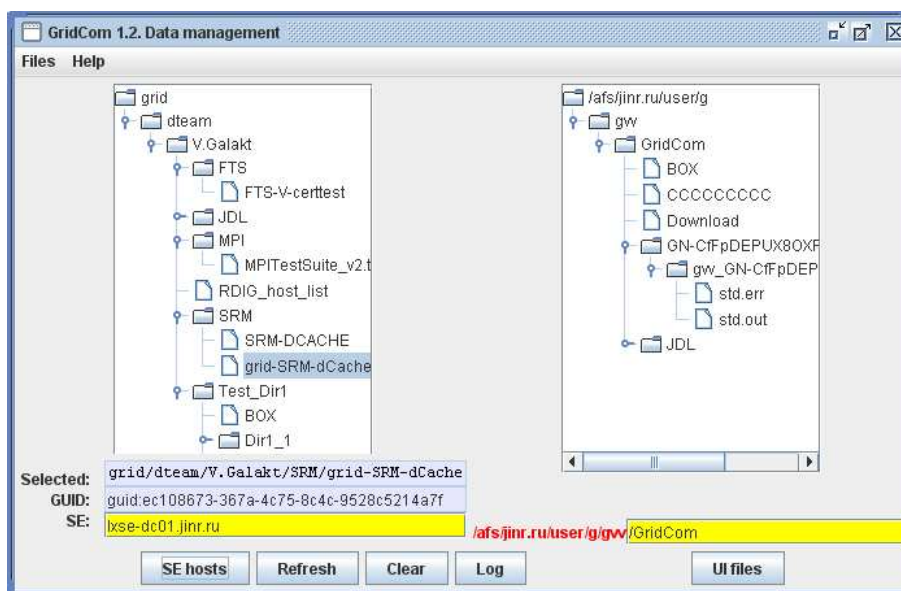 GridCom 1.2. Data management
Files Help
grid
dteam
V.Galakt
FTS
FTS-V-certtest
JDL
MPI
MPITestSuite_v2.t
RDIG_host_list
SRM
SRM-DCACHE
grid-SRM-dCache
Test_Dir1
BOX
Dir1_1
/afs/jinr.ru/user/g
gvv
GridCom
BOX
CCCCCCCCC
Download
GN-CfFpDEPUX8OXF
gvv_GN-CfFpDEP
std.err
std.out
JDL
Selected: grid/dteam/V.Galakt/SRM/grid-SRM-dCache
GUID: guid:ec108673-367a-4c75-8c4c-9528c5214a7f
SE: lxse-dc01.jinr.ru
/afs/jinr.ru/user/g/gvv/GridCom
SE hosts Refresh Clear Log UI files